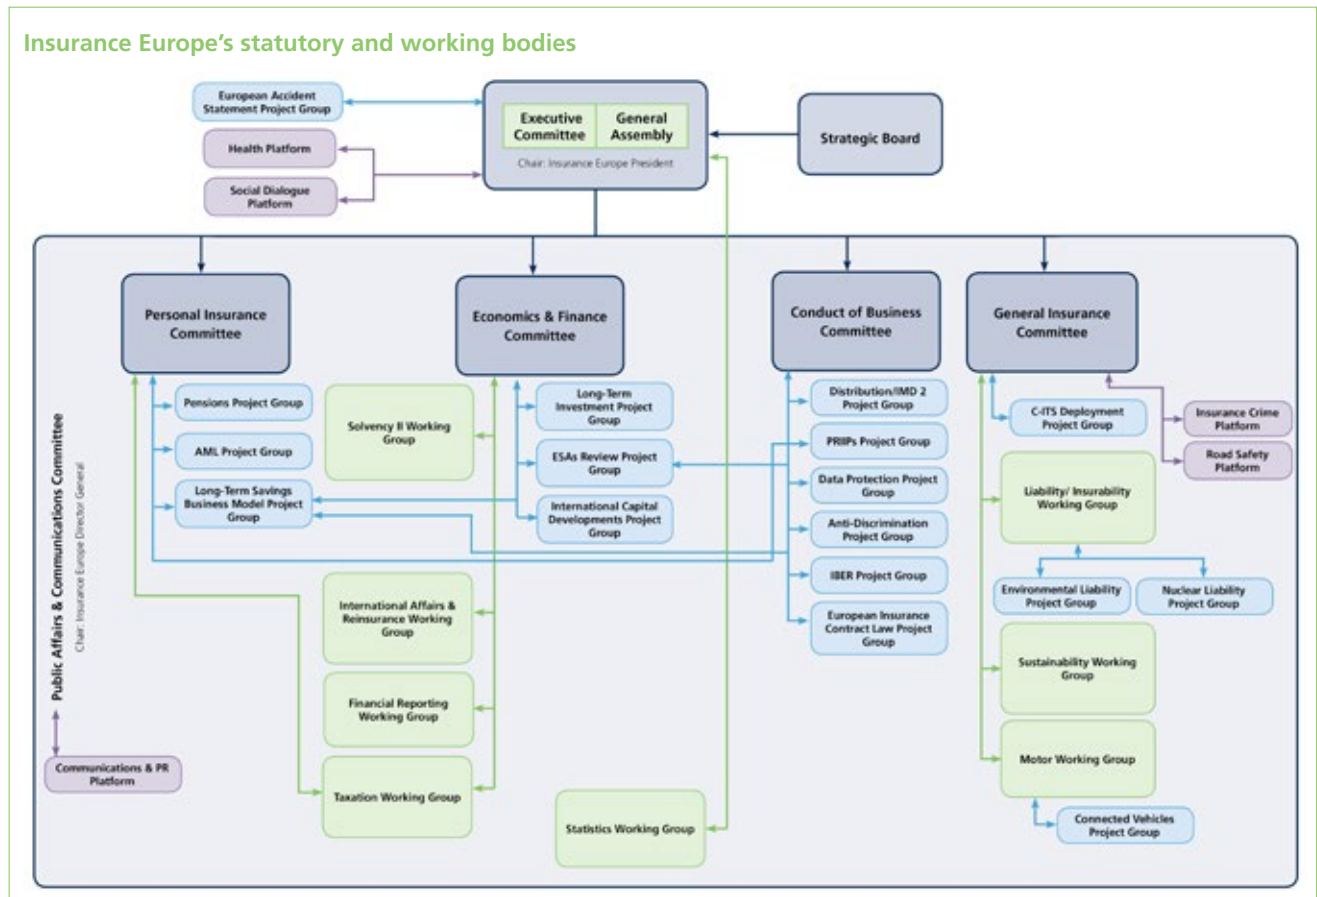 Insurance Europe's statutory and working bodies
European Accident
Statement Project Group
Health Platform
Social Dialogue
Platform
Executive
Committee
General
Assembly
Chair: Insurance Europe President
Strategic Board
Personal Insurance
Committee
Economics & Finance
Committee
Conduct of Business
Committee
General Insurance
Committee
Public Affairs & Communications Committee
Chair: Insurance Europe Director General
Communications & PR
Platform
Pensions Project Group
AML Project Group
Long-Term Savings
Business Model Project
Group
Solvency II Working
Group
International Affairs &
Reinsurance Working
Group
Financial Reporting
Working Group
Taxation Working Group
Long-Term
Investment Project
Group
ESAs Review Project
Group
International Capital
Developments Project
Group
Statistics Working Group
Distribution/IMD 2
Project Group
PRIIPs Project Group
Data Protection Project
Group
Anti-Discrimination
Project Group
IBER Project Group
European Insurance
Contract Law Project
Group
C-ITS Deployment
Project Group
Insurance Crime
Platform
Road Safety
Platform
Liability/ Insurability
Working Group
Environmental Liability
Project Group
Nuclear Liability
Project Group
Sustainability Working
Group
Motor Working Group
Connected Vehicles
Project Group